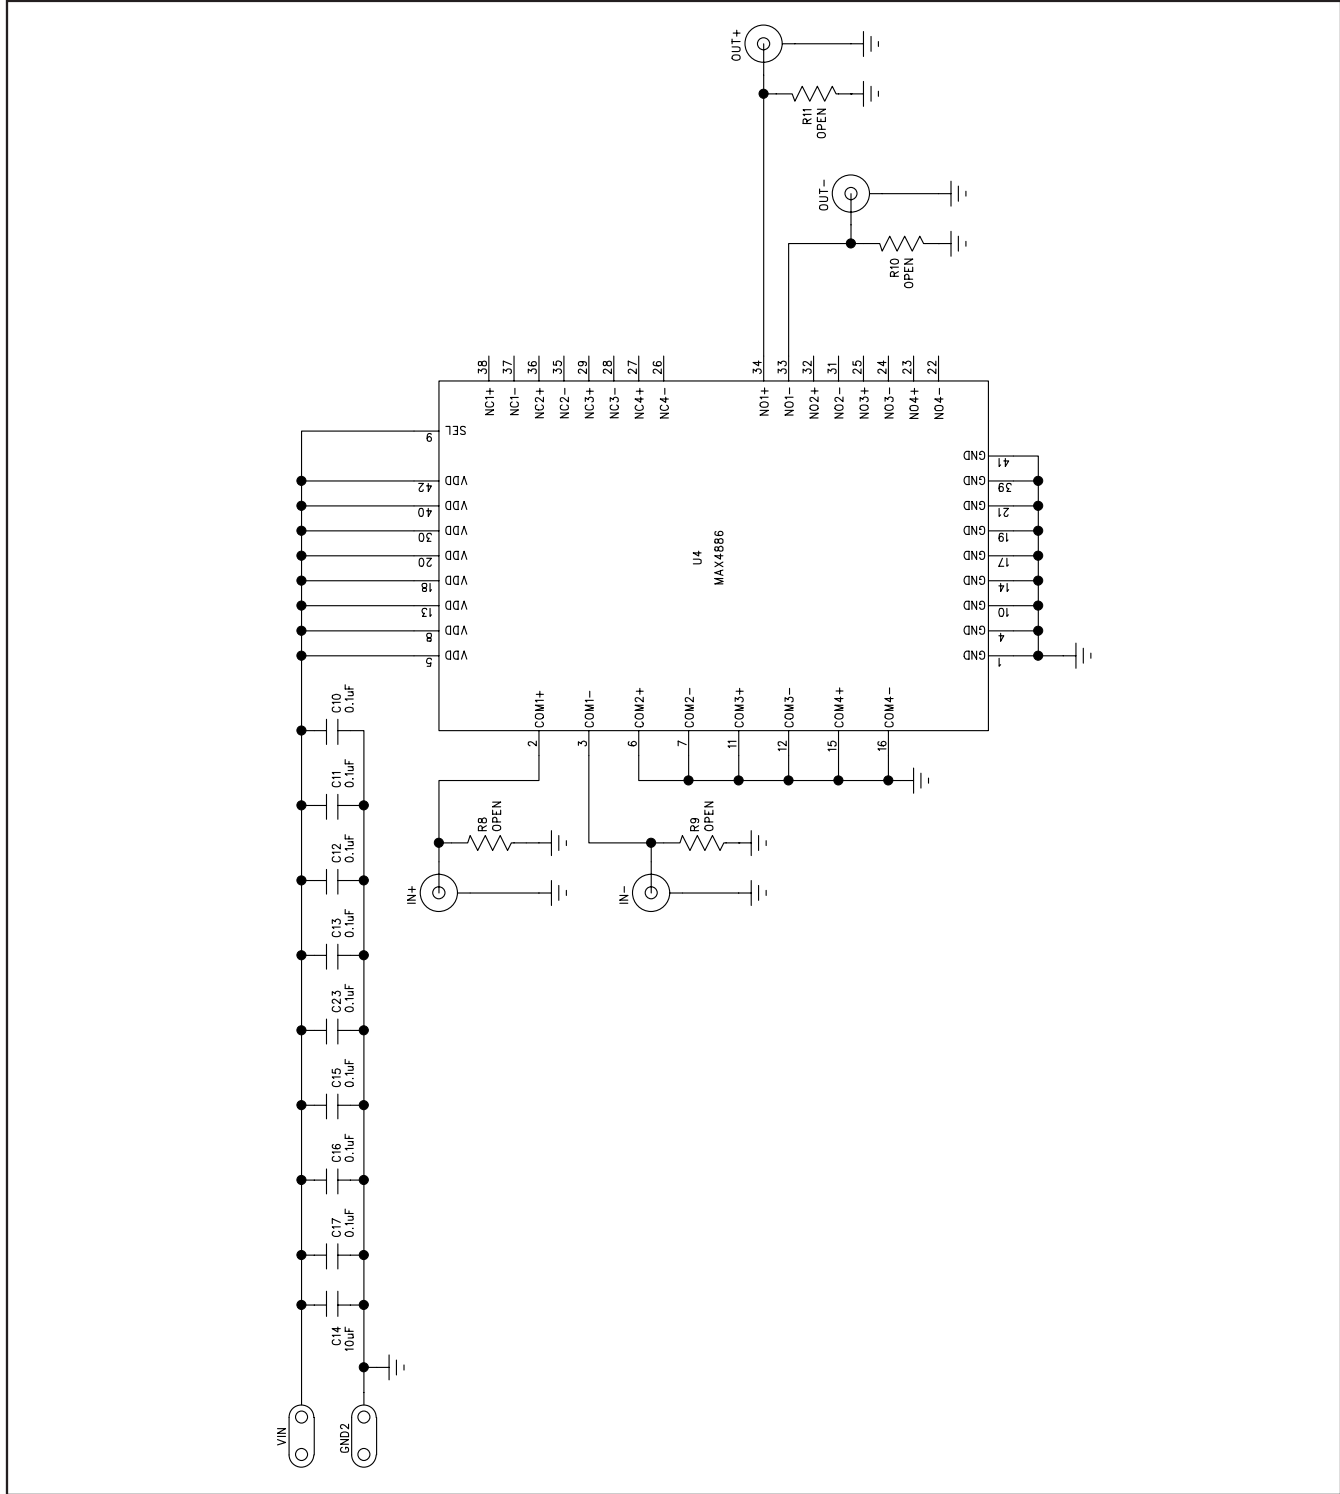 OUT+
R11
OPEN
OUT-
R10
OPEN
38
37
36
35
29
28
27
26
34
33
32
31
25
24
23
22
NC1+
NC1-
NC2+
NC2-
NC3+
NC3-
NC4+
NC4-
NO1+
NO1-
NO2+
NO2-
NO3+
NO3-
NO4+
NO4-
9
SEL
42
VDD
40
VDD
30
VDD
20
VDD
18
VDD
13
VDD
8
VDD
5
VDD
GND
41
GND
39
GND
21
GND
19
GND
17
GND
14
GND
10
GND
4
GND
1
U4
MAX4886
COM1+
COM1-
COM2+
COM2-
COM3+
COM3-
COM4+
COM4-
2
3
6
7
11
12
15
16
C10
0.1uF
C11
0.1uF
C12
0.1uF
C13
0.1uF
C23
0.1uF
C15
0.1uF
C16
0.1uF
C17
0.1uF
C14
10uF
R8
OPEN
R9
OPEN
IN+
IN-
VIN
GND2